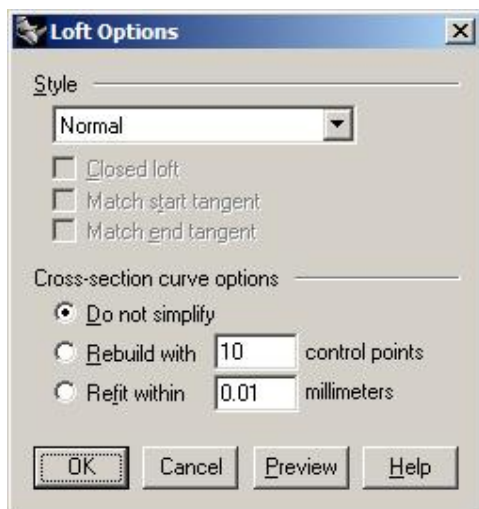 Loft Options
Style
Normal
Closed loft
Match start tangent
Match end tangent
Cross-section curve options
Do not simplify
Rebuild with 10 control points
Refit within 0.01 millimeters
OK Cancel Preview Help